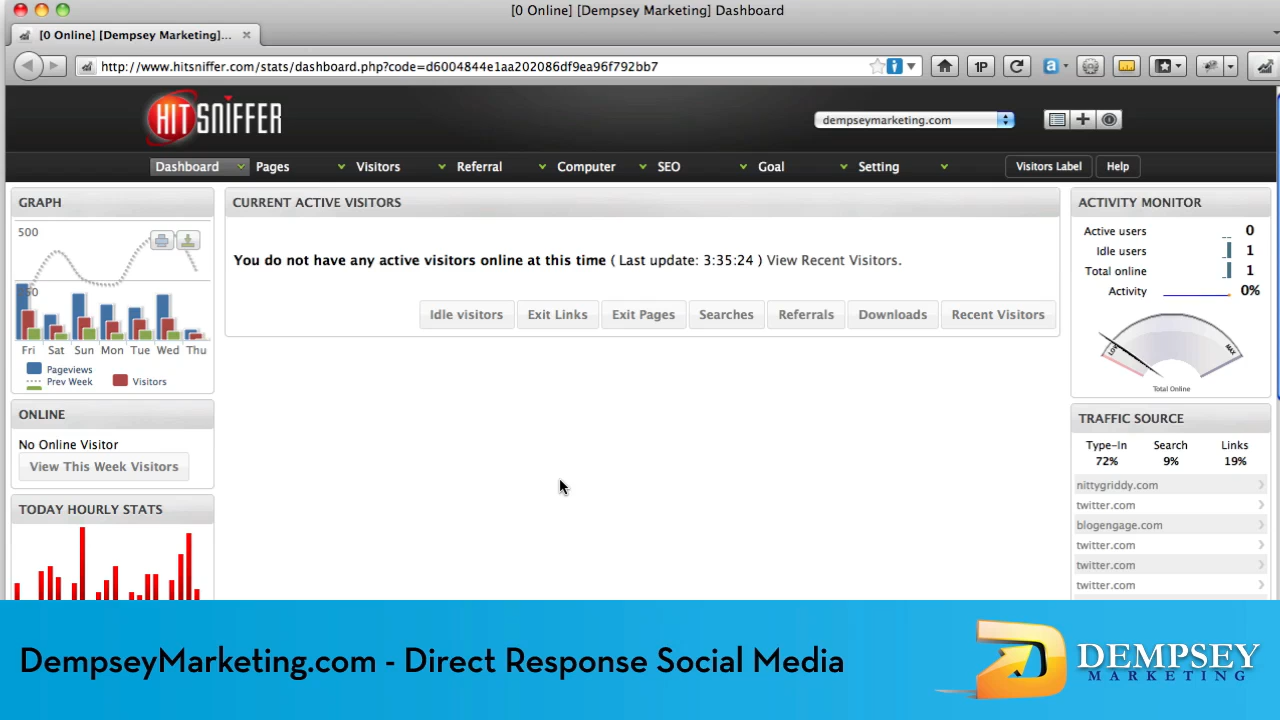 [0 Online] [Dempsey Marketing] Dashboard
[0 Online] [Dempsey Marketing]...
http://www.hitsniffer.com/stats/dashboard.php?code=d6004844e1aa202086df9ea96f792bb7
1P
a
HITSNIFFER
dempseymarketing.com
Dashboard Pages Visitors Referral Computer SEO Goal Setting Visitors Label Help
GRAPH
500
Fri Sat Sun Mon Tue Wed Thu
Pageviews
Prev Week Visitors
ONLINE
No Online Visitor
View This Week Visitors
TODAY HOURLY STATS
CURRENT ACTIVE VISITORS
You do not have any active visitors online at this time ( Last update: 3:35:24 ) View Recent Visitors.
Idle visitors Exit Links Exit Pages Searches Referrals Downloads Recent Visitors
ACTIVITY MONITOR
Active users 0
Idle users 1
Total online 1
Activity 0%
LOW MAX
Total Online
TRAFFIC SOURCE
Type-In Search Links
72% 9% 19%
nittygriddy.com
twitter.com
blogengage.com
twitter.com
twitter.com
twitter.com
DempseyMarketing.com - Direct Response Social Media
DEMPSEY
MARKETING